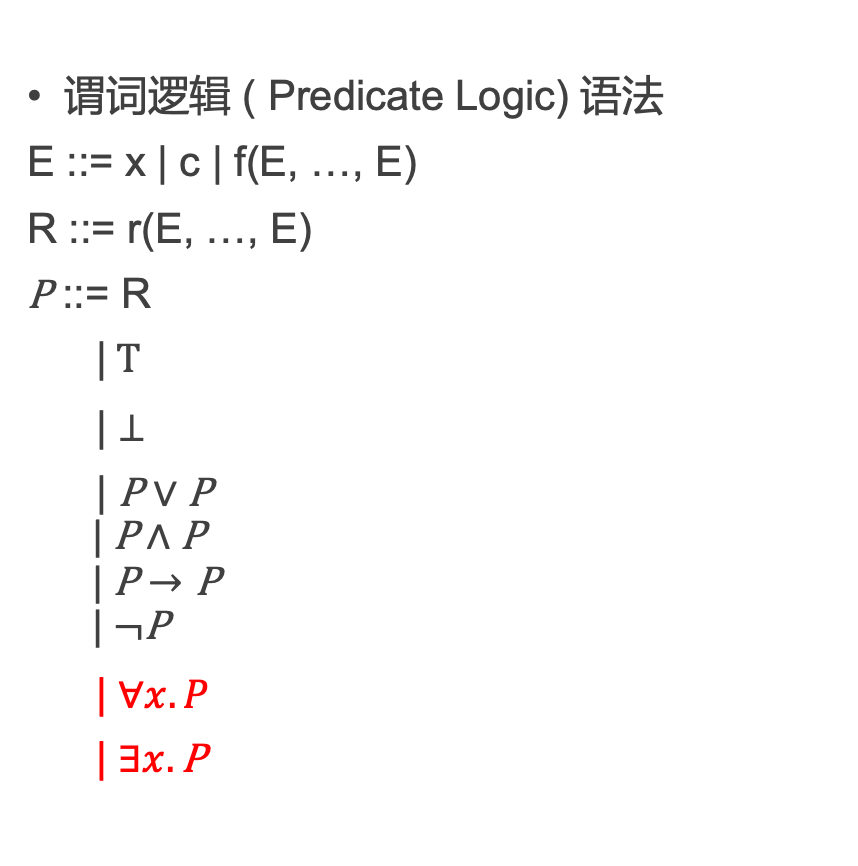 • 谓词逻辑 ( Predicate Logic) 语法
E ::= x | c | f(E, …, E)
R ::= r(E, …, E)
𝑃 ::= R
| T
| ⊥
| 𝑃 ∨ 𝑃
| 𝑃 ∧ 𝑃
| 𝑃 → 𝑃
| ¬𝑃
| ∀𝑥. 𝑃
| ∃𝑥. 𝑃